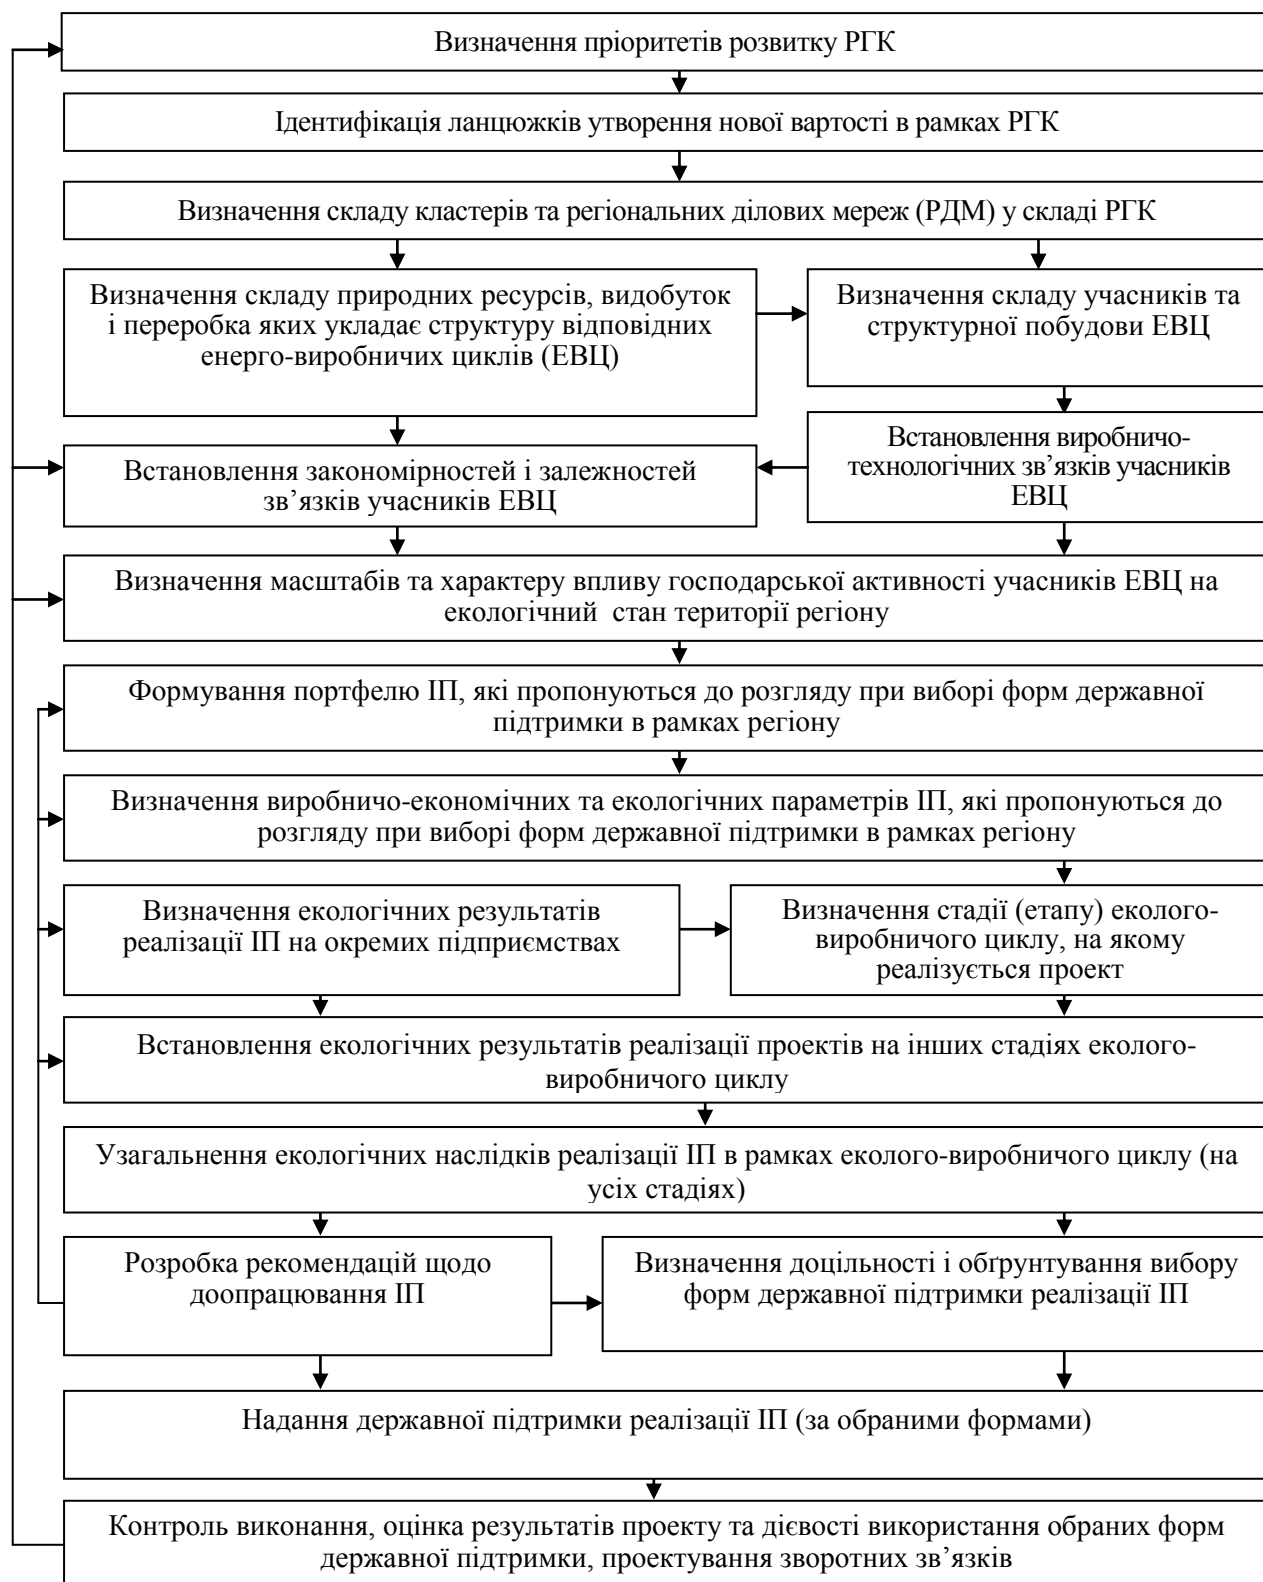 Визначення пріоритетів розвитку РГК
Ідентифікація ланцюжків утворення нової вартості в рамках РГК
Визначення складу кластерів та регіональних ділових мереж (РДМ) у складі РГК
Визначення складу природних ресурсів, видобуток
і переробка яких укладає структуру відповідних
енерго-виробничих циклів (ЕВЦ)
Визначення складу учасників та
структурної побудови ЕВЦ
Встановлення закономірностей і залежностей
зв’язків учасників ЕВЦ
Встановлення виробничо-
технологічних зв’язків учасників
ЕВЦ
Визначення масштабів та характеру впливу господарської активності учасників ЕВЦ на
екологічний стан території регіону
Формування портфелю ІП, які пропонуються до розгляду при виборі форм державної
підтримки в рамках регіону
Визначення виробничо-економічних та екологічних параметрів ІП, які пропонуються до
розгляду при виборі форм державної підтримки в рамках регіону
Визначення екологічних результатів
реалізації ІП на окремих підприємствах
Визначення стадії (етапу) еколого-
виробничого циклу, на якому
реалізується проект
Встановлення екологічних результатів реалізації проектів на інших стадіях еколого-
виробничого циклу
Узагальнення екологічних наслідків реалізації ІП в рамках еколого-виробничого циклу (на
усіх стадіях)
Розробка рекомендацій щодо
доопрацювання ІП
Визначення доцільності і обґрунтування вибору
форм державної підтримки реалізації ІП
Надання державної підтримки реалізації ІП (за обраними формами)
Контроль виконання, оцінка результатів проекту та дієвості використання обраних форм
державної підтримки, проектування зворотних зв’язків